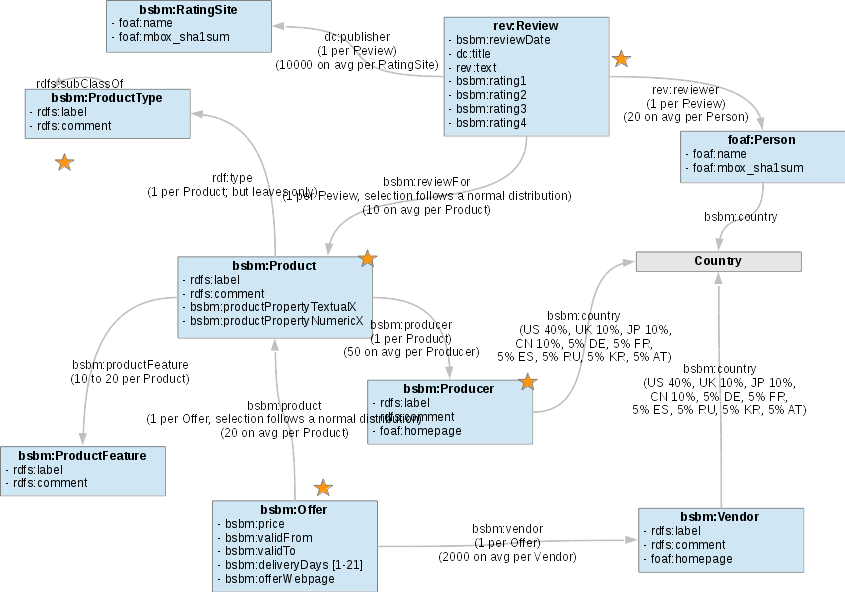 bsbm:RatingSite
- foaf:name
- foaf:mbox_sha1sum
dc:publisher
(1 per Review)
(10000 on avg per RatingSite)
rev:Review
- bsbm:reviewDate
- dc:title
- rev:text
- bsbm:rating1
- bsbm:rating2
- bsbm:rating3
- bsbm:rating4
rev:reviewer
(1 per Review)
(20 on avg per Person)
rdfs:subClassOf
bsbm:ProductType
- rdfs:label
- rdfs:comment
foaf:Person
- foaf:name
- foaf:mbox_sha1sum
rdf:type
(1 per Product; but leaves only)
bsbm:reviewFor
(1 per Review, selection follows a normal distribution)
(10 on avg per Product)
bsbm:country
Country
bsbm:Product
- rdfs:label
- rdfs:comment
- bsbm:productPropertyTextualX
- bsbm:productPropertyNumericX
bsbm:producer
(1 per Product)
(50 on avg per Producer)
bsbm:country
(US 40%, UK 10%, JP 10%,
CN 10%, 5% DE, 5% FP,
5% ES, 5% RU, 5% KP, 5% AT)
bsbm:productFeature
(10 to 20 per Product)
bsbm:country
(US 40%, UK 10%, JP 10%,
CN 10%, 5% DE, 5% FP,
5% ES, 5% RU, 5% KP, 5% AT)
bsbm:product
(1 per Offer, selection follows a normal distribution)
(20 on avg per Product)
bsbm:Producer
- rdfs:label
- rdfs:comment
- foaf:homepage
bsbm:ProductFeature
- rdfs:label
- rdfs:comment
bsbm:Offer
- bsbm:price
- bsbm:validFrom
- bsbm:validTo
- bsbm:deliveryDays [1-21]
- bsbm:offerWebpage
bsbm:vendor
(1 per Offer)
(2000 on avg per Vendor)
bsbm:Vendor
- rdfs:label
- rdfs:comment
- foaf:homepage